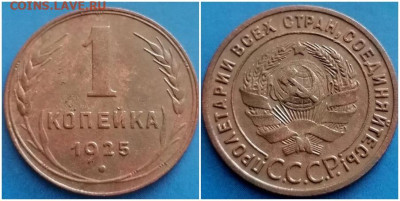 coins.lave.ru
1
КОПЕЙКА
1925
ПРОЛЕТАРИИ ВСЕХ СТРАН, СОЕДИНЯЙТЕСЬ!
СССР